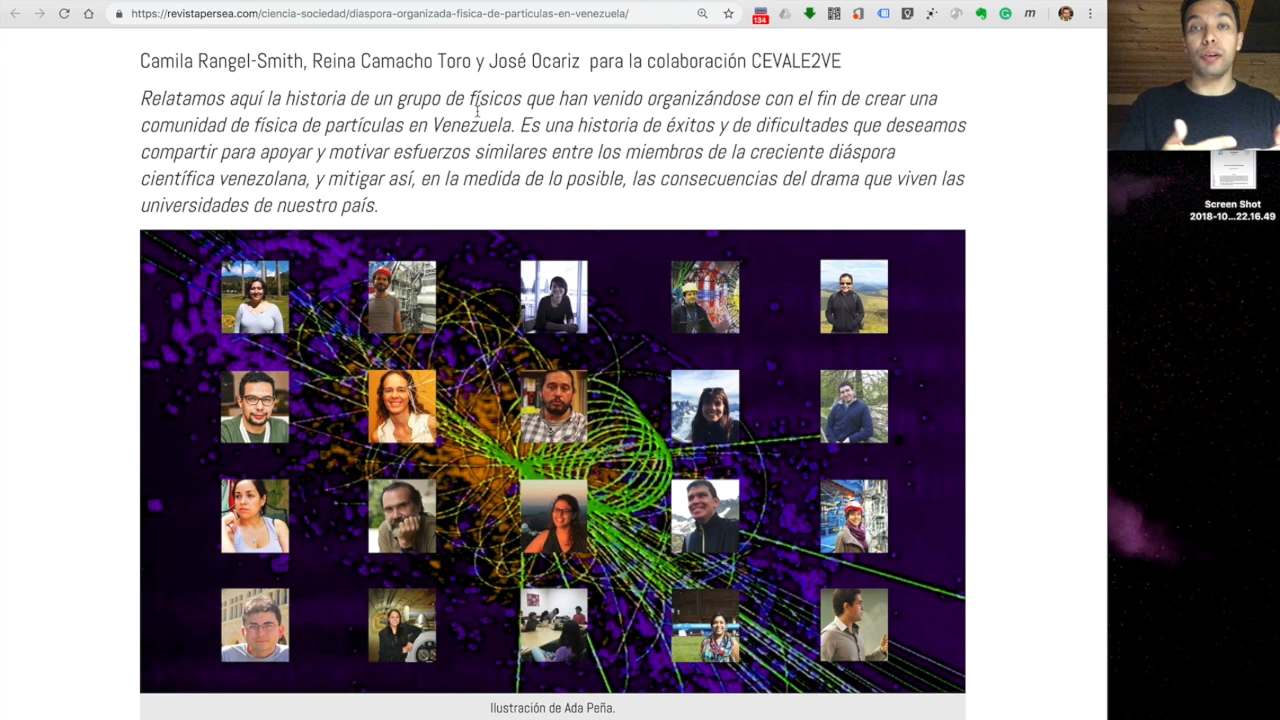 https://revistapersea.com/ciencia-sociedad/diaspora-organizada-fisica-de-particulas-en-venezuela/
134
m
Camila Rangel-Smith, Reina Camacho Toro y José Ocariz para la colaboración CEVALE2VE
Relatamos aquí la historia de un grupo de físicos que han venido organizándose con el fin de crear una
comunidad de física de partículas en Venezuela. Es una historia de éxitos y de dificultades que deseamos
compartir para apoyar y motivar esfuerzos similares entre los miembros de la creciente diáspora
científica venezolana, y mitigar así, en la medida de lo posible, las consecuencias del drama que viven las
universidades de nuestro país.
Screen Shot
2018-10...22.16.49
Ilustración de Ada Peña.